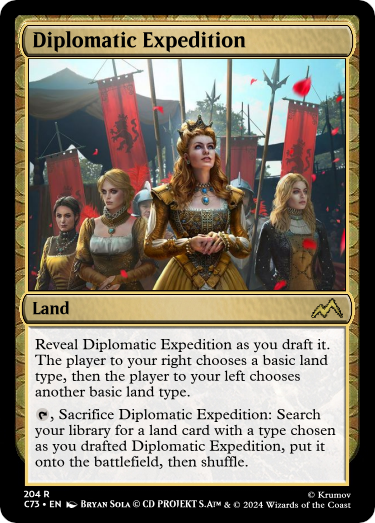 Diplomatic Expedition
Land
Reveal Diplomatic Expedition as you draft it.
The player to your right chooses a basic land
type, then the player to your left chooses
another basic land type.
, Sacrifice Diplomatic Expedition: Search
your library for a land card with a type chosen
as you drafted Diplomatic Expedition, put it
onto the battlefield, then shuffle.
204 R
© Krumov
C73 • EN Bryan Sola © CD PROJEKT S.A™ & © 2024 Wizards of the Coast